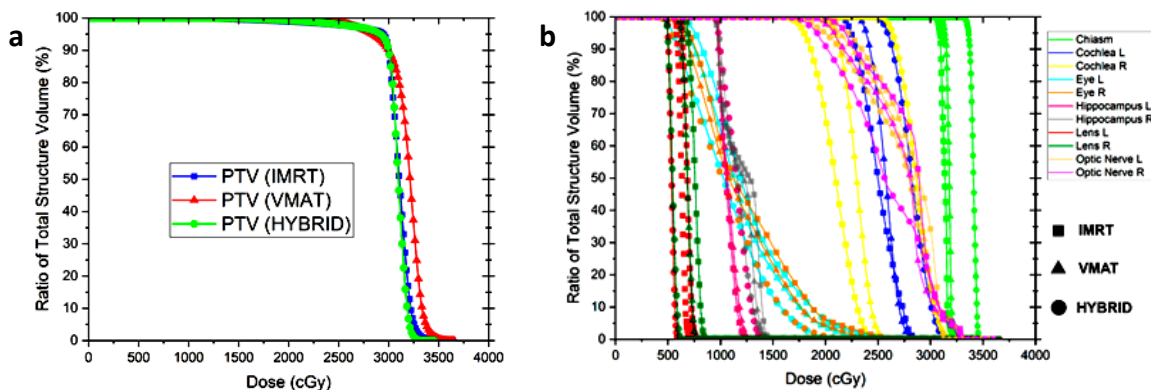 a
Ratio of Total Structure Volume (%)
100
90
80
70
60
50
40
30
20
10
0
PTV (IMRT)
PTV (VMAT)
PTV (HYBRID)
0 500 1000 1500 2000 2500 3000 3500 4000
Dose (cGy)
b
Ratio of Total Structure Volume (%)
100
90
80
70
60
50
40
30
20
10
0
0 500 1000 1500 2000 2500 3000 3500 4000
Dose (cGy)
Chiasm
Cochlea L
Cochlea R
Eye L
Eye R
Hippocampus L
Hippocampus R
Lens L
Lens R
Optic Nerve L
Optic Nerve R
IMRT
VMAT
HYBRID